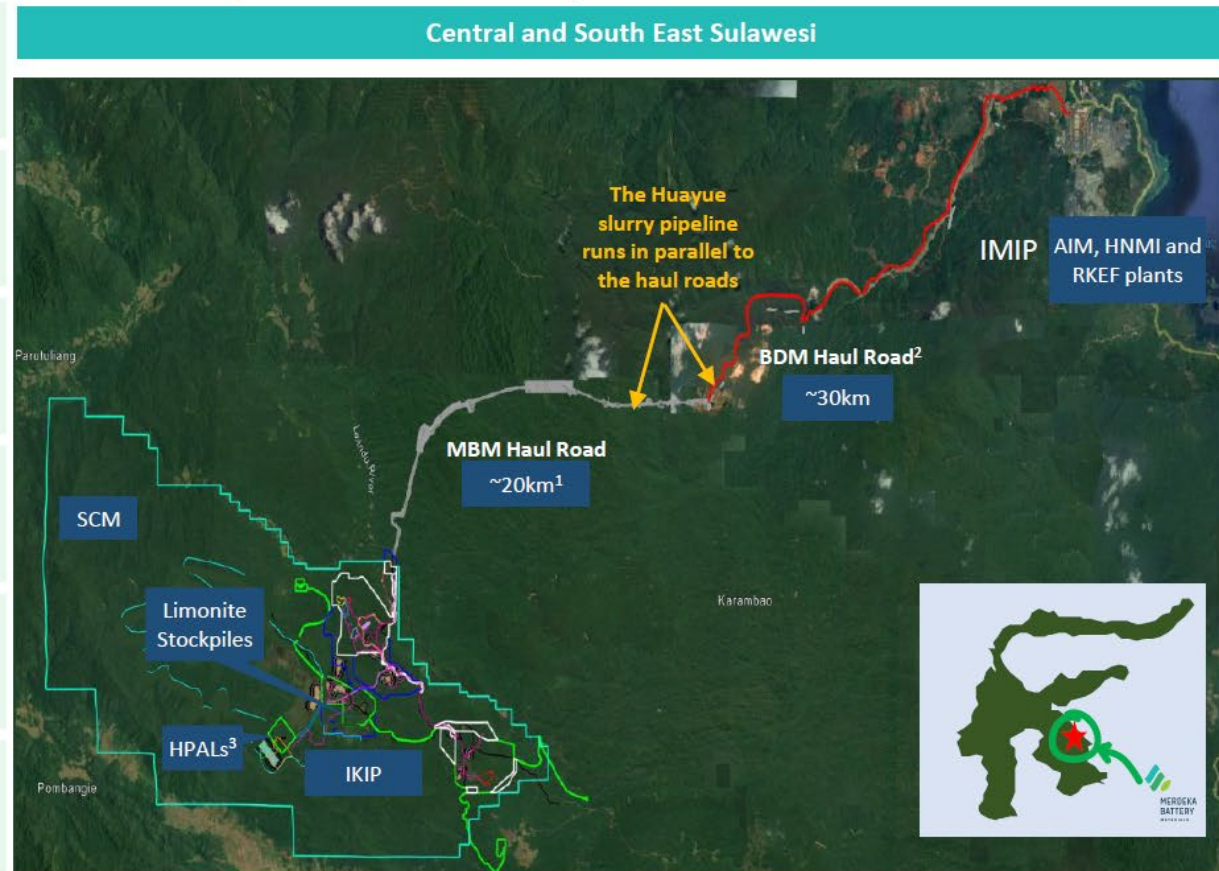 Central and South East Sulawesi
The Huayue
slurry pipeline
runs in parallel to
the haul roads
IMIP
AIM, HNMI and
RKEF plants
BDM Haul Road²
~30km
Parutuliang
MBM Haul Road
~20km¹
SCM
Limonite
Stockpiles
Karambao
HPALs³
IKIP
Pombangie
MERDEKA
BATTERY